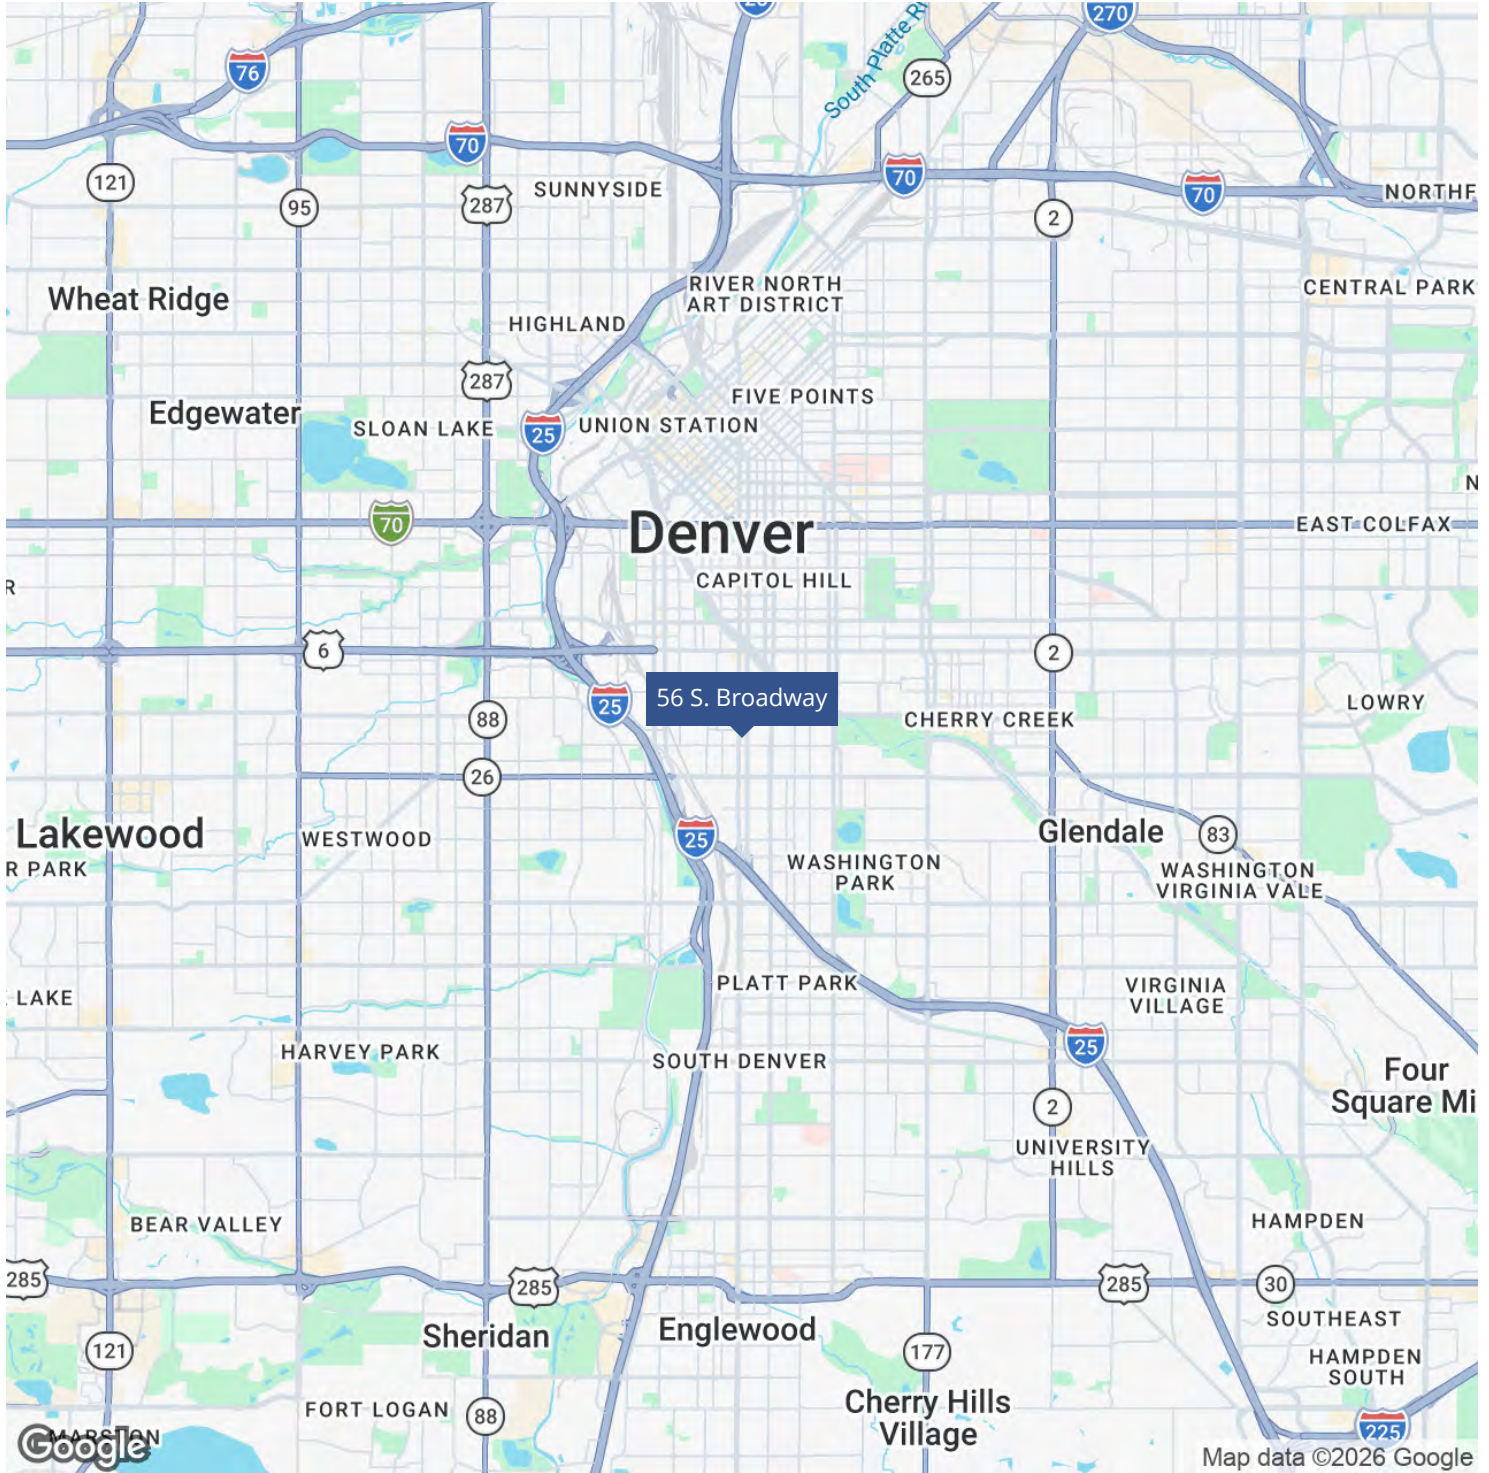 25
270
76
265
South Platte Ri
70
70
70
121
95
287
SUNNYSIDE
2
NORTHF
Wheat Ridge
RIVER NORTH
ART DISTRICT
CENTRAL PARK
HIGHLAND
287
FIVE POINTS
Edgewater
SLOAN LAKE
25
UNION STATION
N
70
Denver
EAST COLFAX
CAPITOL HILL
R
6
2
56 S. Broadway
25
88
CHERRY CREEK
LOWRY
26
Lakewood
WESTWOOD
25
Glendale
83
R PARK
WASHINGTON
PARK
WASHINGTON
VIRGINIA VALE
LAKE
PLATT PARK
VIRGINIA
VILLAGE
HARVEY PARK
SOUTH DENVER
25
Four
Square Mi
2
UNIVERSITY
HILLS
BEAR VALLEY
HAMPDEN
285
285
285
30
SOUTHEAST
121
Sheridan
Englewood
177
HAMPDEN
SOUTH
FORT LOGAN
88
Cherry Hills
Village
225
MARSTON
Google
Map data ©2026 Google